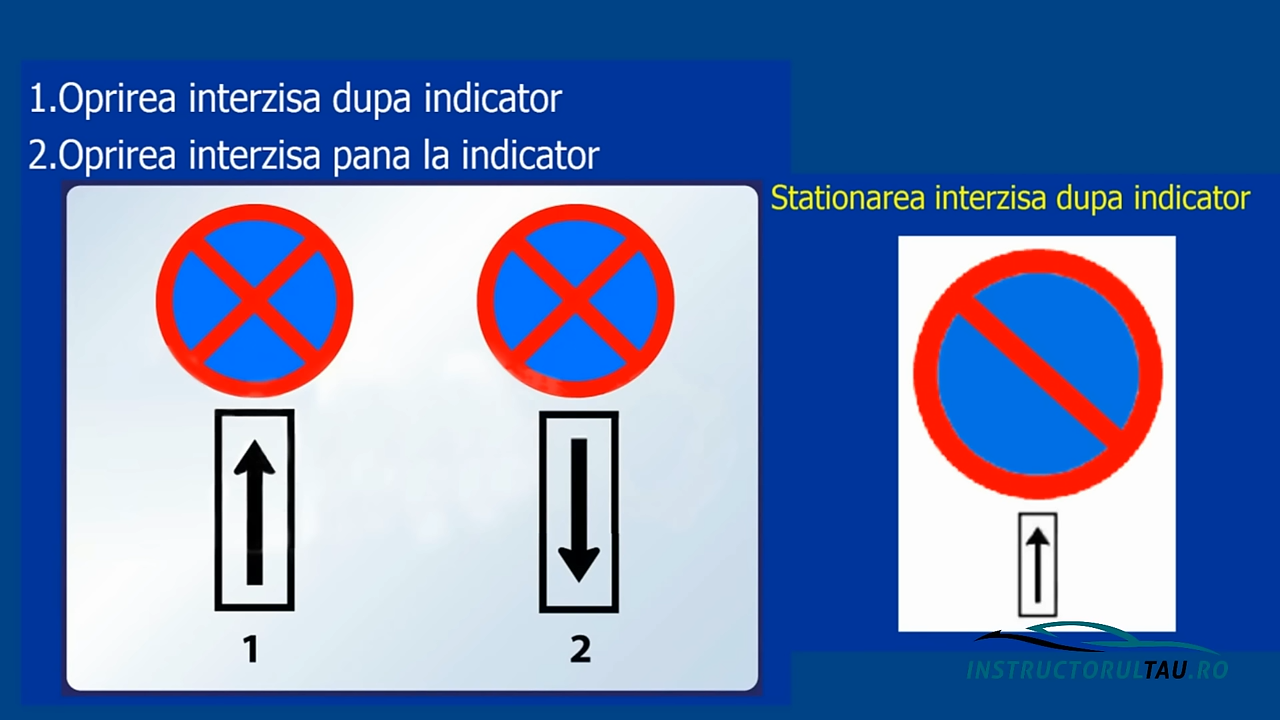 1.Oprirea interzisa dupa indicator
2.Oprirea interzisa pana la indicator
Stationarea interzisa dupa indicator
1
2
INSTRUCTORULTAU.RO